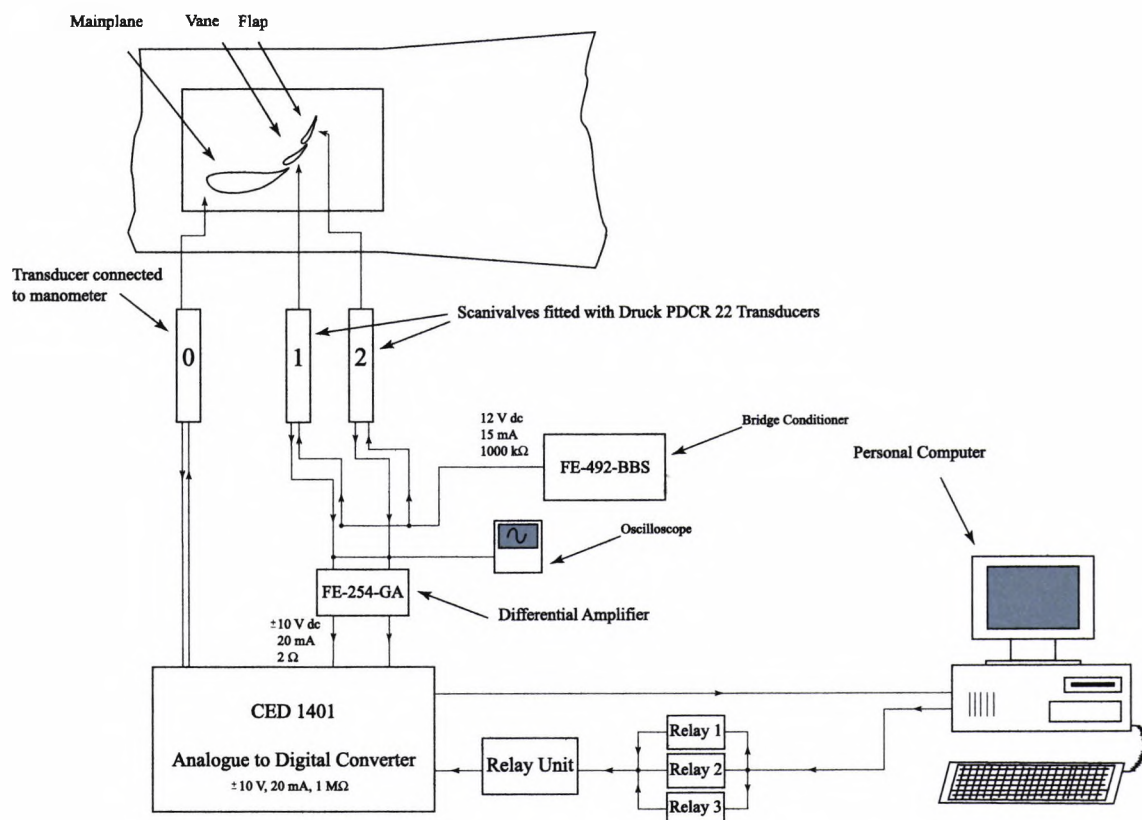 Mainplane
Vane
Flap
Transducer connected
to manometer
Scanivalves fitted with Druck PDCR 22 Transducers
0
1
2
12 V dc
15 mA
1000 kΩ
FE-492-BBS
Bridge Conditioner
Personal Computer
Oscilloscope
FE-254-GA
Differential Amplifier
±10 V dc
20 mA
2 Ω
CED 1401
Analogue to Digital Converter
±10 V, 20 mA, 1 MΩ
Relay Unit
Relay 1
Relay 2
Relay 3